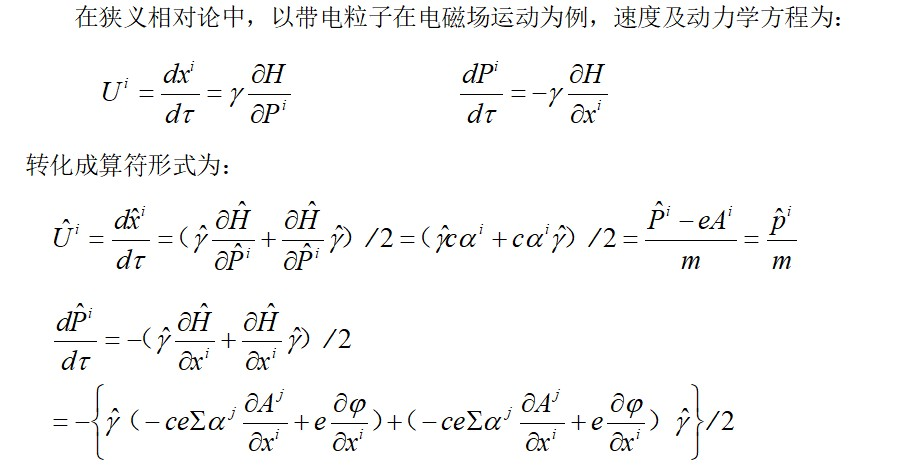 在狭义相对论中，以带电粒子在电磁场运动为例，速度及动力学方程为：
U^i = dx^i/dτ = γ ∂H/∂P^i    dP^i/dτ = −γ ∂H/∂x^i
转化成算符形式为：
Û^i = dx̂^i/dτ =（γ̂ ∂Ĥ/∂P̂^i + ∂Ĥ/∂P̂^i γ̂）/2 =（γ̂cα^i + cα^iγ̂）/2 = (P̂^i − eA^i)/m = p̂^i/m
dP̂^i/dτ = −（γ̂ ∂Ĥ/∂x^i + ∂Ĥ/∂x^i γ̂）/2
= −{γ̂（−ceΣα^j ∂A^j/∂x^i + e ∂φ/∂x^i）+（−ceΣα^j ∂A^j/∂x^i + e ∂φ/∂x^i）γ̂}/2